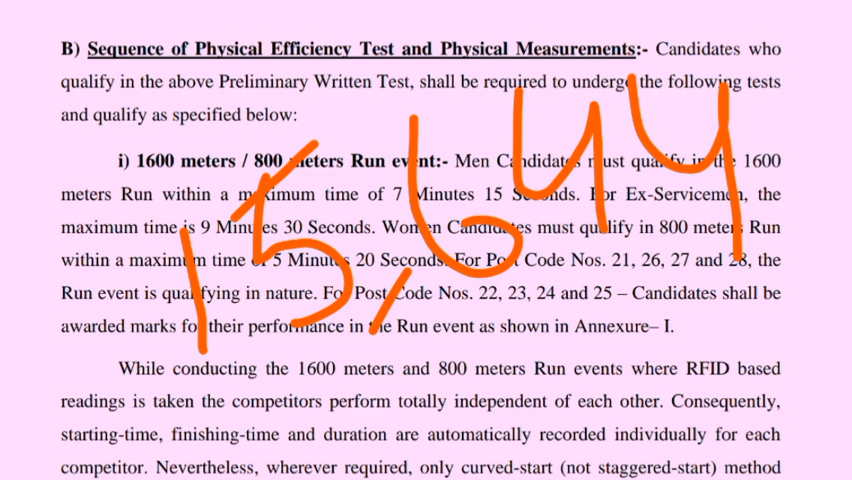 B) Sequence of Physical Efficiency Test and Physical Measurements:- Candidates who
qualify in the above Preliminary Written Test, shall be required to undergo the following tests
and qualify as specified below:
i) 1600 meters / 800 meters Run event:- Men Candidates must qualify in the 1600
meters Run within a maximum time of 7 Minutes 15 Seconds. For Ex-Servicemen, the
maximum time is 9 Minutes 30 Seconds. Women Candidates must qualify in 800 meters Run
within a maximum time of 5 Minutes 20 Seconds. For Post Code Nos. 21, 26, 27 and 28, the
Run event is qualifying in nature. For Post Code Nos. 22, 23, 24 and 25 – Candidates shall be
awarded marks for their performance in the Run event as shown in Annexure– I.
While conducting the 1600 meters and 800 meters Run events where RFID based
readings is taken the competitors perform totally independent of each other. Consequently,
starting-time, finishing-time and duration are automatically recorded individually for each
competitor. Nevertheless, wherever required, only curved-start (not staggered-start) method
15,644